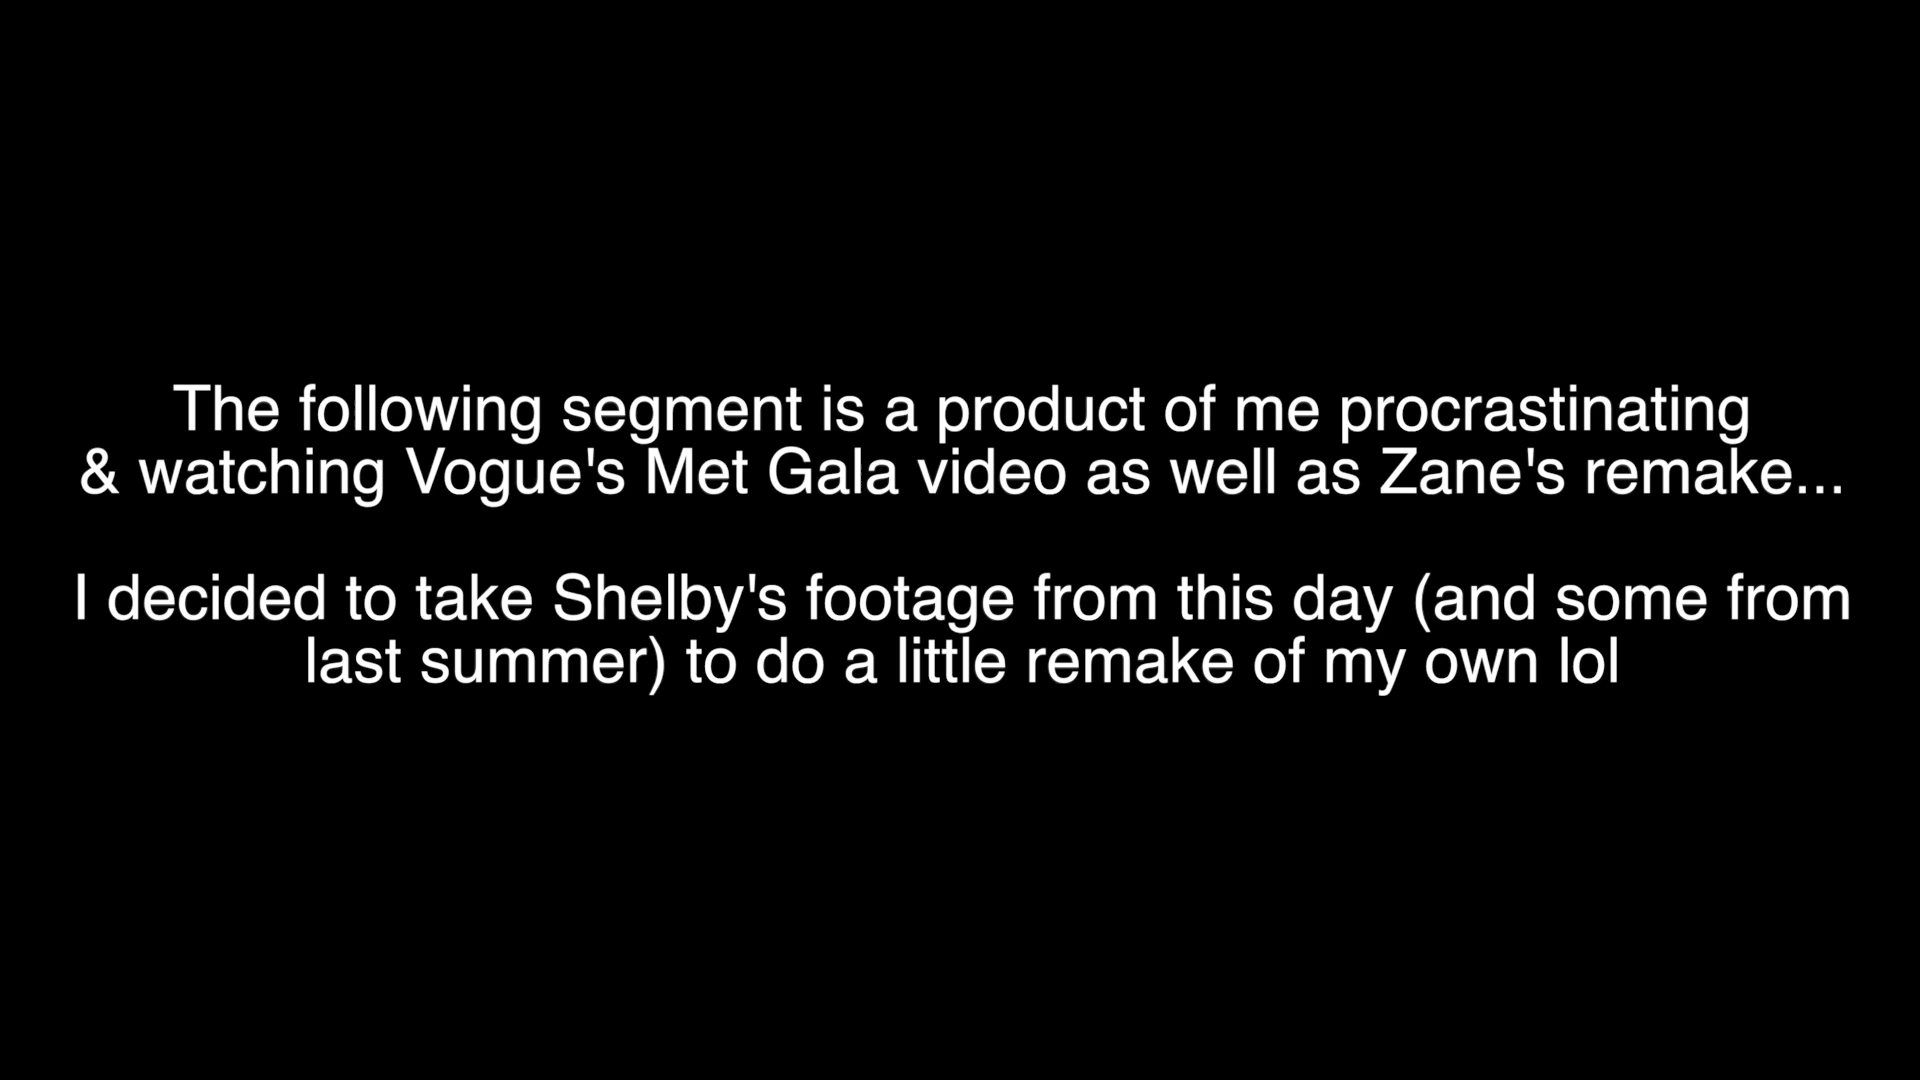 The following segment is a product of me procrastinating
& watching Vogue's Met Gala video as well as Zane's remake...
I decided to take Shelby's footage from this day (and some from
last summer) to do a little remake of my own lol